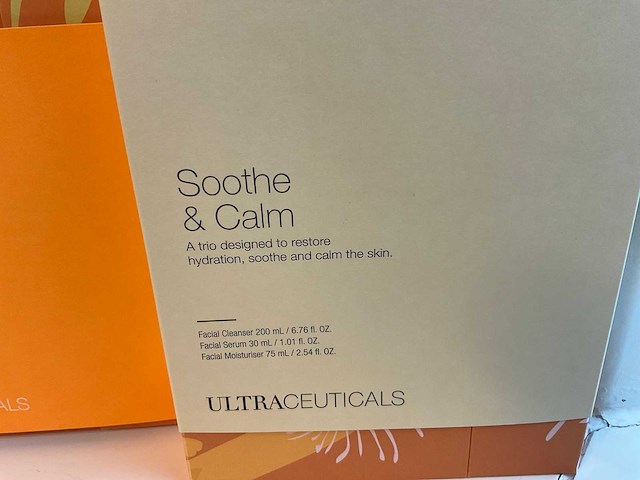 Soothe
& Calm
A trio designed to restore
hydration, soothe and calm the skin.
Facial Cleanser 200 mL / 6.76 fl. OZ.
Facial Serum 30 mL / 1.01 fl. OZ.
Facial Moisturiser 75 mL / 2.54 fl. OZ.
ULTRACEUTICALS
ALS